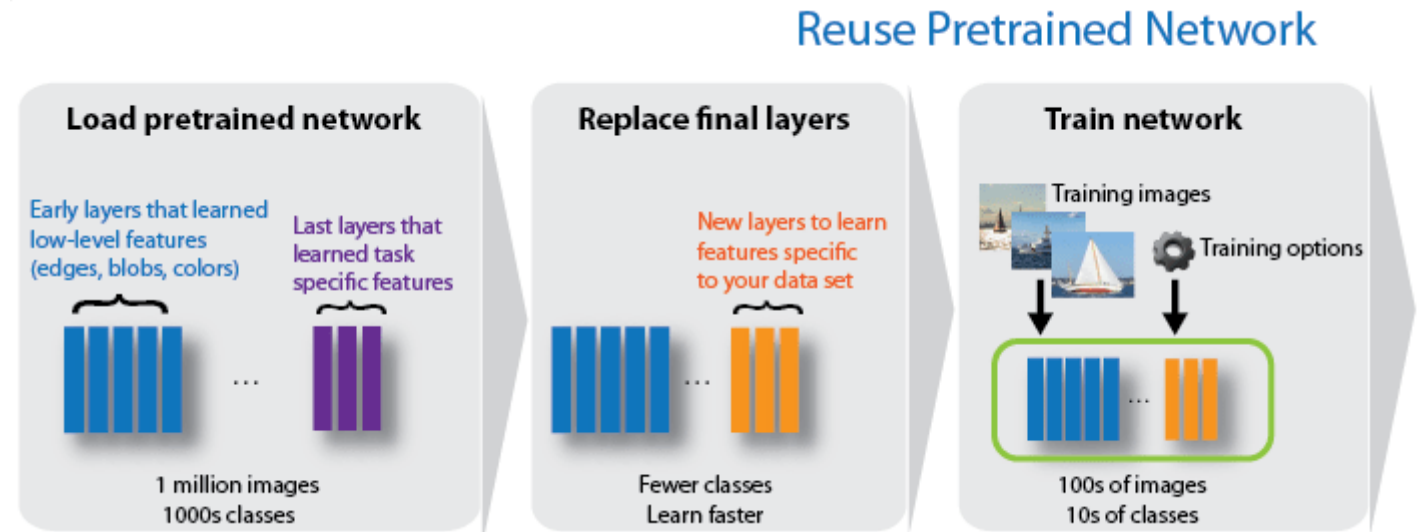 Reuse Pretrained Network
Load pretrained network
Early layers that learned
low-level features
(edges, blobs, colors)
Last layers that
learned task
specific features
...
1 million images
1000s classes
Replace final layers
New layers to learn
features specific
to your data set
...
Fewer classes
Learn faster
Train network
Training images
Training options
...
100s of images
10s of classes